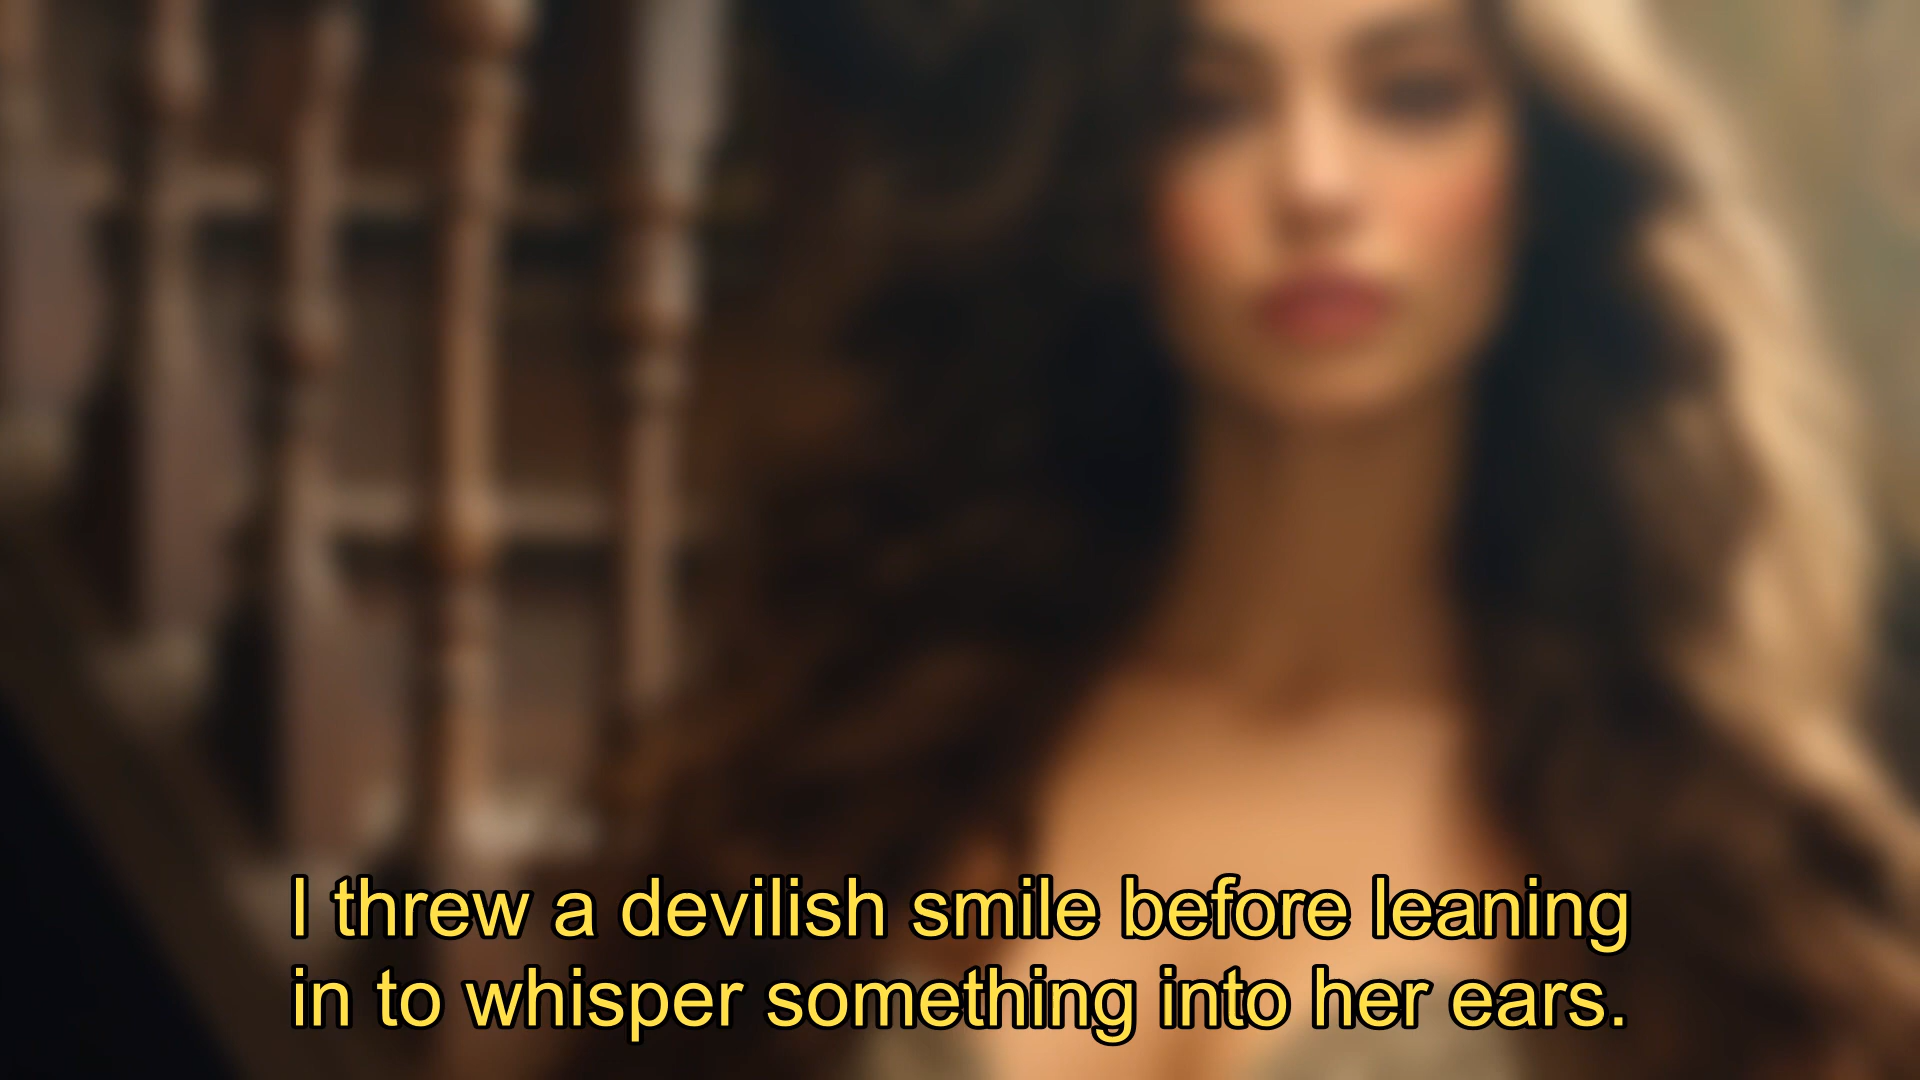 I threw a devilish smile before leaning
in to whisper something into her ears.